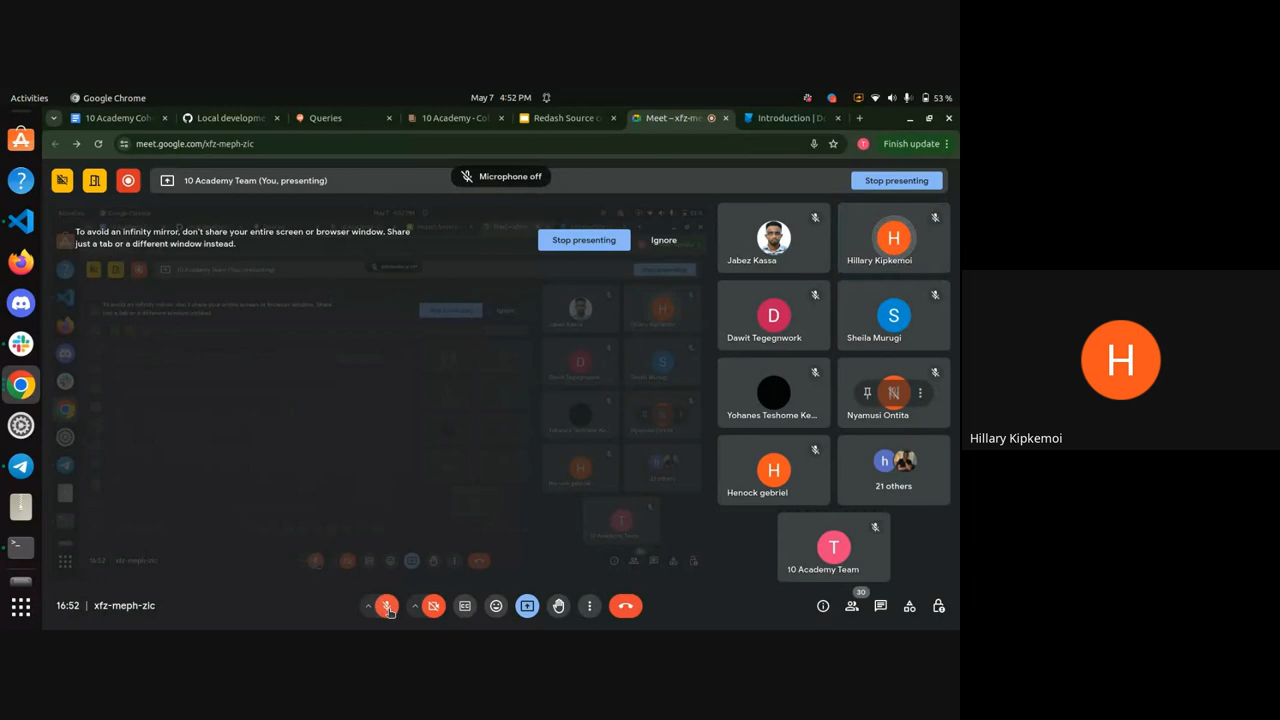 Activities
Google Chrome
May 7 4:52 PM
53 %
10 Academy Coh
Local developme
Queries
10 Academy - Col
Redash Source c
Meet – xfz-me
Introduction | D
meet.google.com/xfz-meph-zic
Finish update
10 Academy Team (You, presenting)
Microphone off
Stop presenting
To avoid an infinity mirror, don't share your entire screen or browser window. Share
just a tab or a different window instead.
Stop presenting
Ignore
Jabez Kassa
H
Hillary Kipkemoi
D
Dawit Tegegnwork
S
Sheila Murugi
Yohanes Teshome Ke...
Nyamusi Ontita
H
Henock gebriel
h
21 others
T
10 Academy Team
16:52 | xfz-meph-zic
30
H
Hillary Kipkemoi